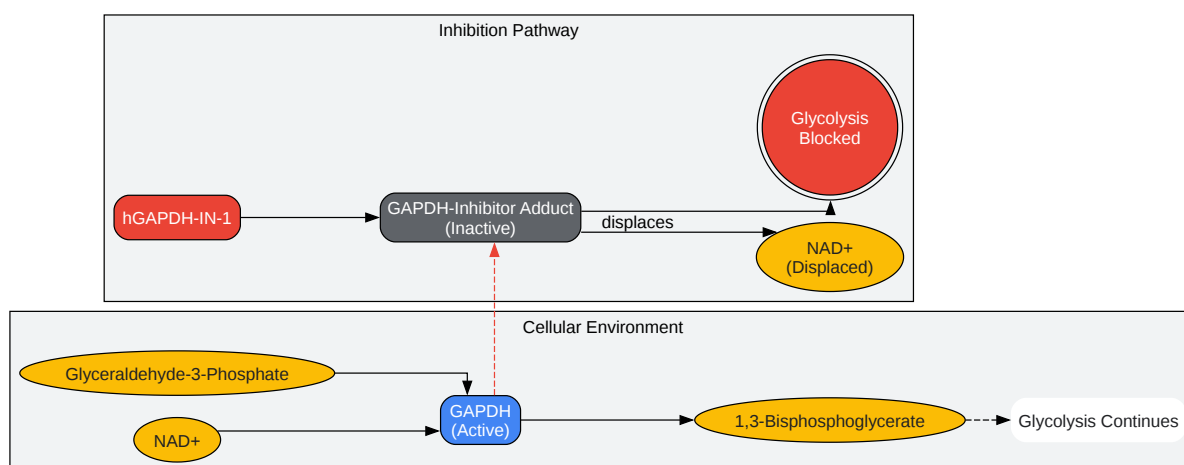 Inhibition Pathway
Glycolysis
Blocked
hGAPDH-IN-1
GAPDH-Inhibitor Adduct
(Inactive)
displaces
NAD+
(Displaced)
Cellular Environment
Glyceraldehyde-3-Phosphate
NAD+
GAPDH
(Active)
1,3-Bisphosphoglycerate
Glycolysis Continues